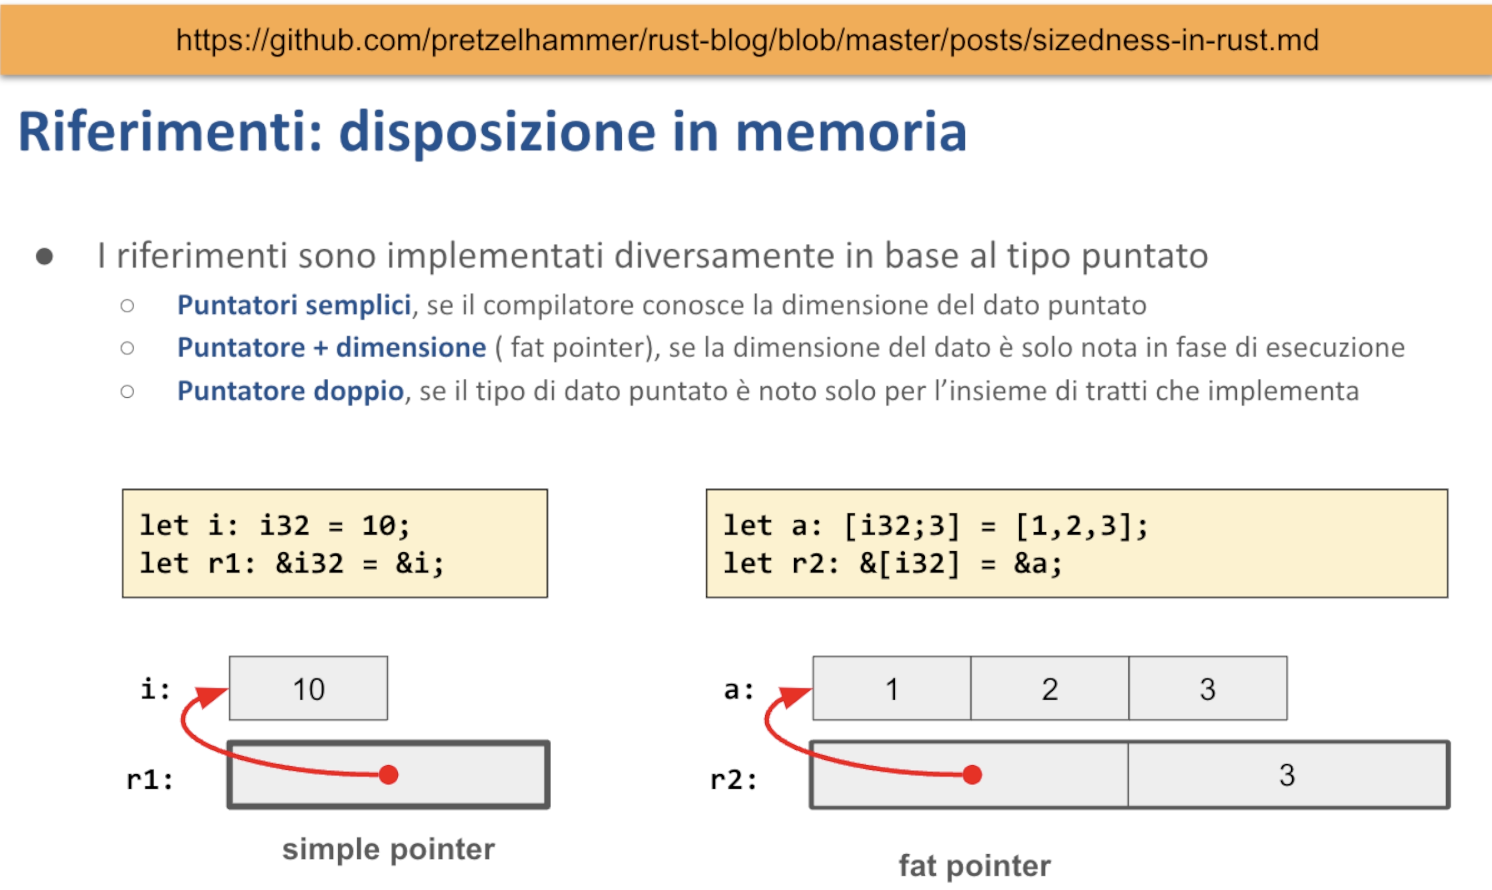 https://github.com/pretzelhammer/rust-blog/blob/master/posts/sizedness-in-rust.md
Riferimenti: disposizione in memoria
● I riferimenti sono implementati diversamente in base al tipo puntato
○ Puntatori semplici, se il compilatore conosce la dimensione del dato puntato
○ Puntatore + dimensione ( fat pointer), se la dimensione del dato è solo nota in fase di esecuzione
○ Puntatore doppio, se il tipo di dato puntato è noto solo per l’insieme di tratti che implementa
let i: i32 = 10;
let r1: &i32 = &i;
i: 10
r1:
simple pointer
let a: [i32;3] = [1,2,3];
let r2: &[i32] = &a;
a: 1 2 3
r2: 3
fat pointer